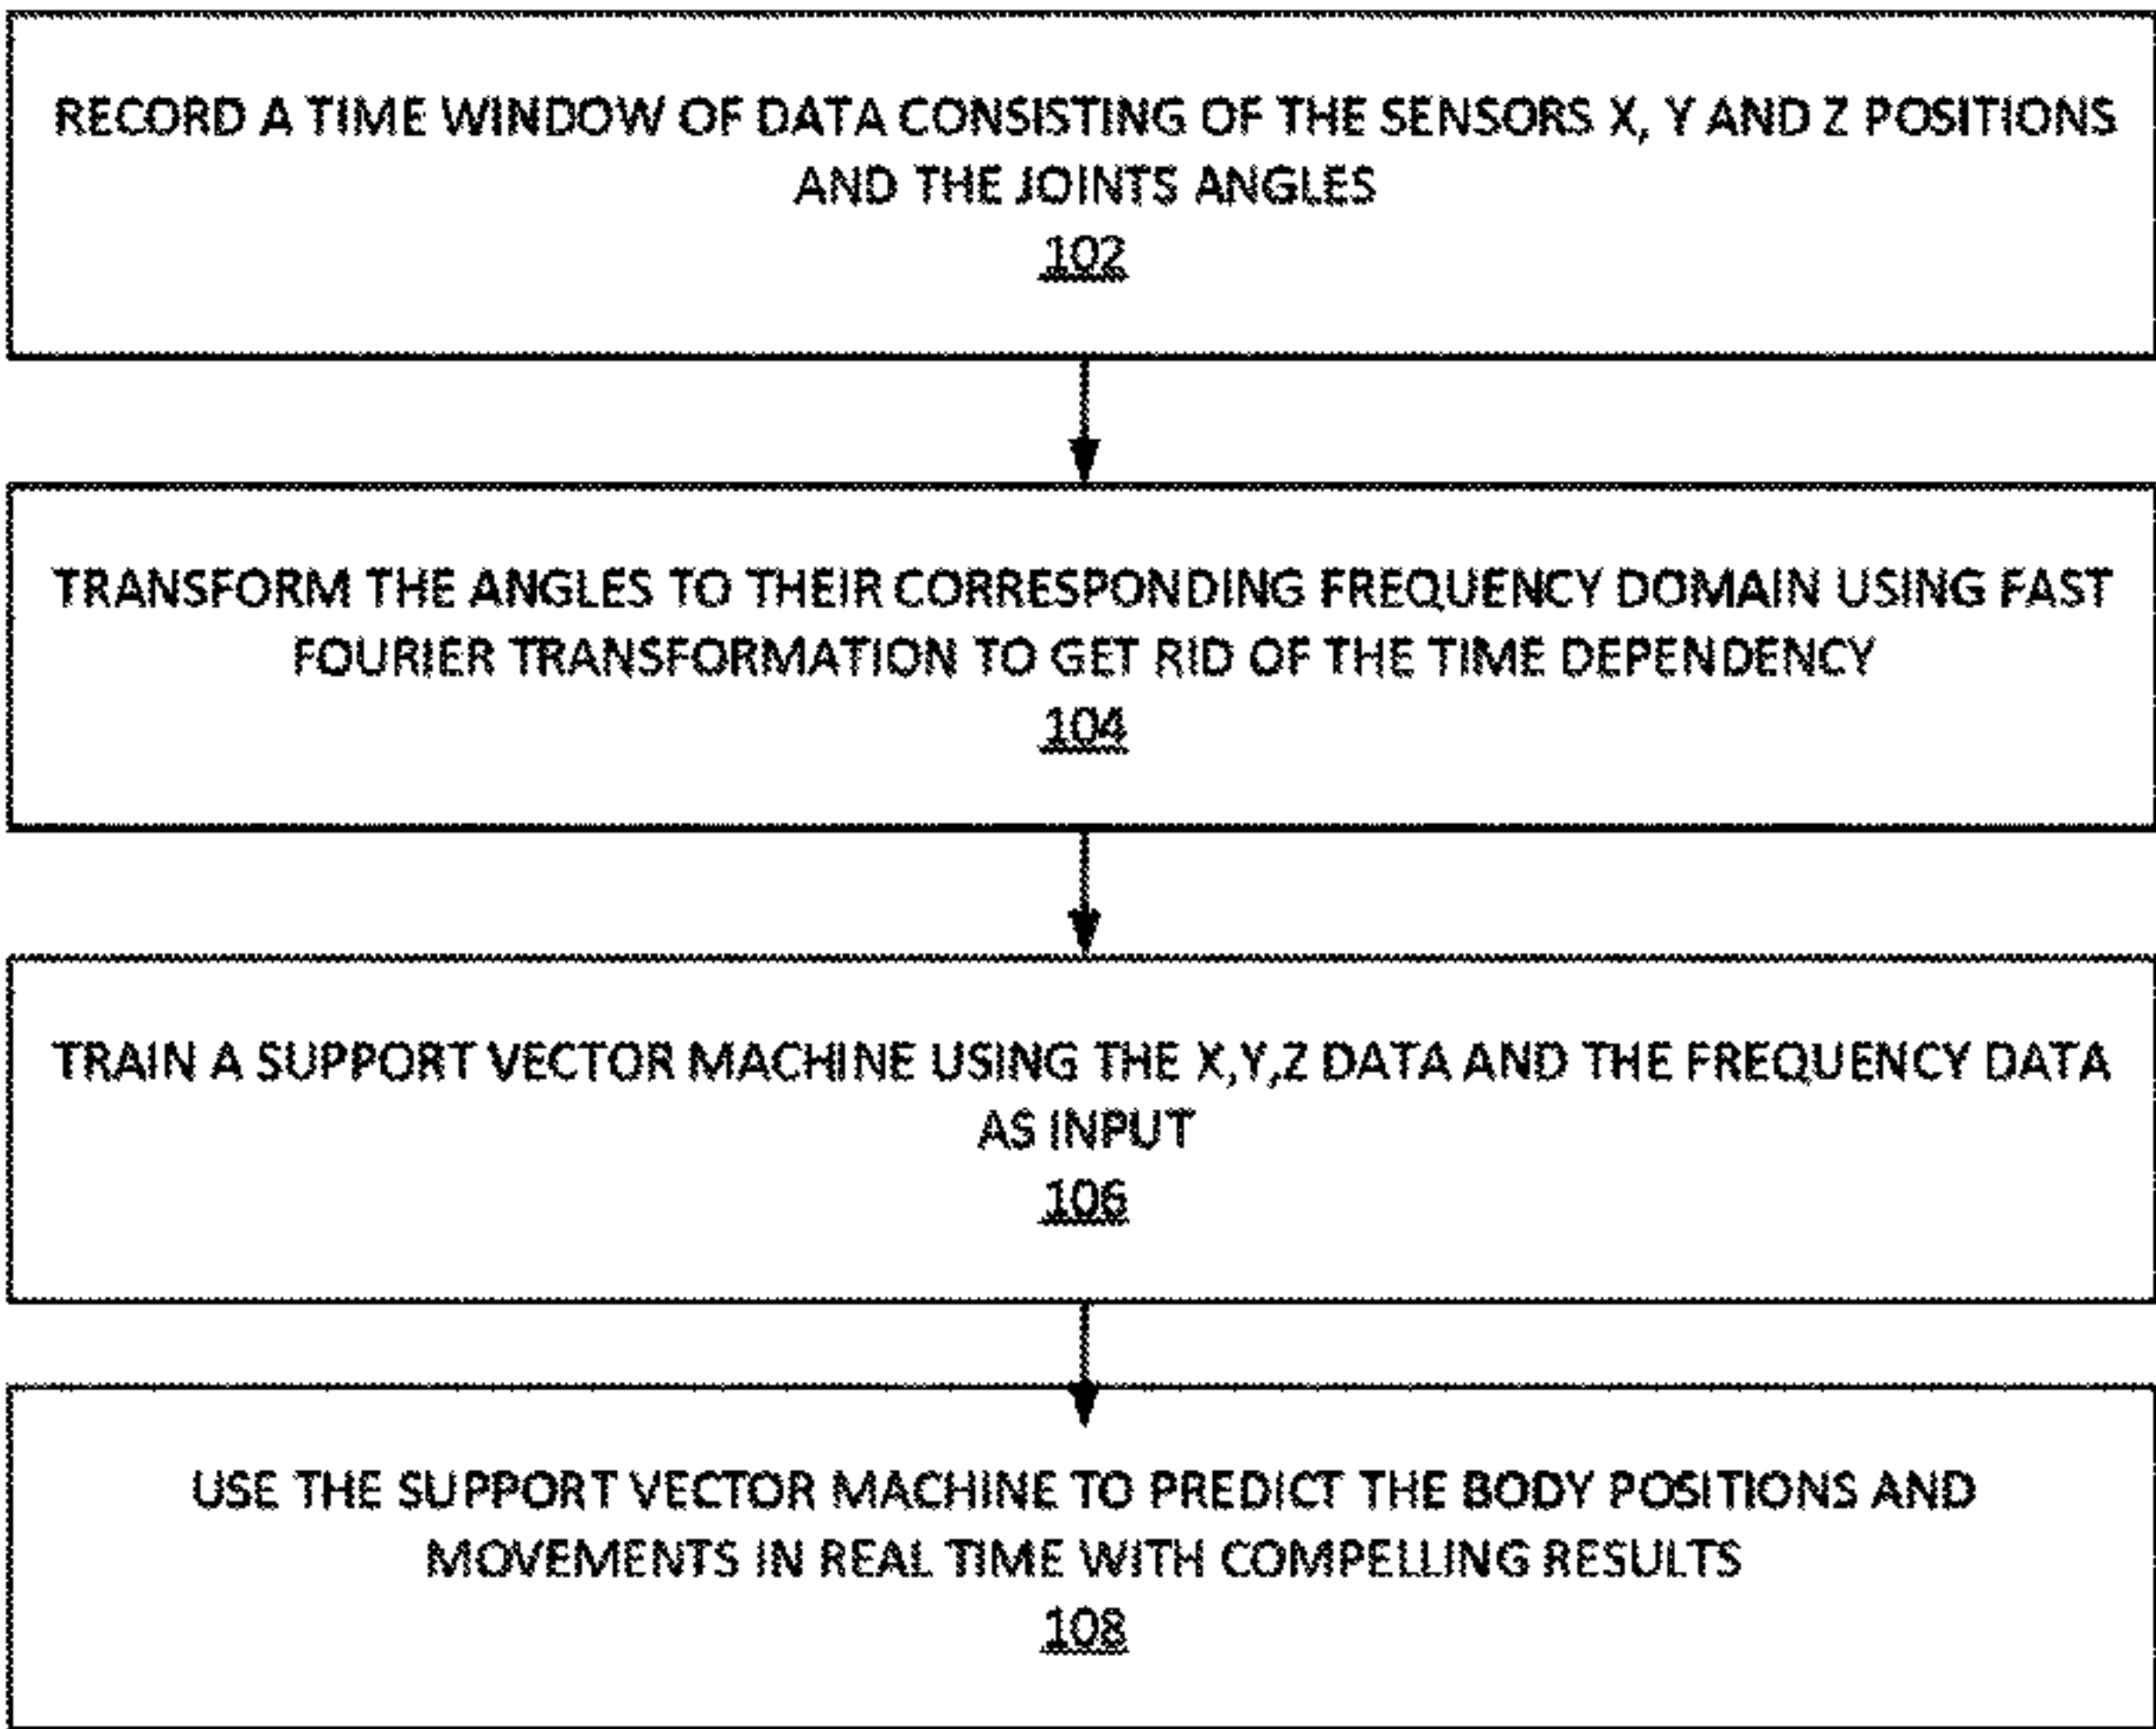 RECORD A TIME WINDOW OF DATA CONSISTING OF THE SENSORS X, Y AND Z POSITIONS
AND THE JOINTS ANGLES
102
TRANSFORM THE ANGLES TO THEIR CORRESPONDING FREQUENCY DOMAIN USING FAST
FOURIER TRANSFORMATION TO GET RID OF THE TIME DEPENDENCY
104
TRAIN A SUPPORT VECTOR MACHINE USING THE X,Y,Z DATA AND THE FREQUENCY DATA
AS INPUT
106
USE THE SUPPORT VECTOR MACHINE TO PREDICT THE BODY POSITIONS AND
MOVEMENTS IN REAL TIME WITH COMPELLING RESULTS
108